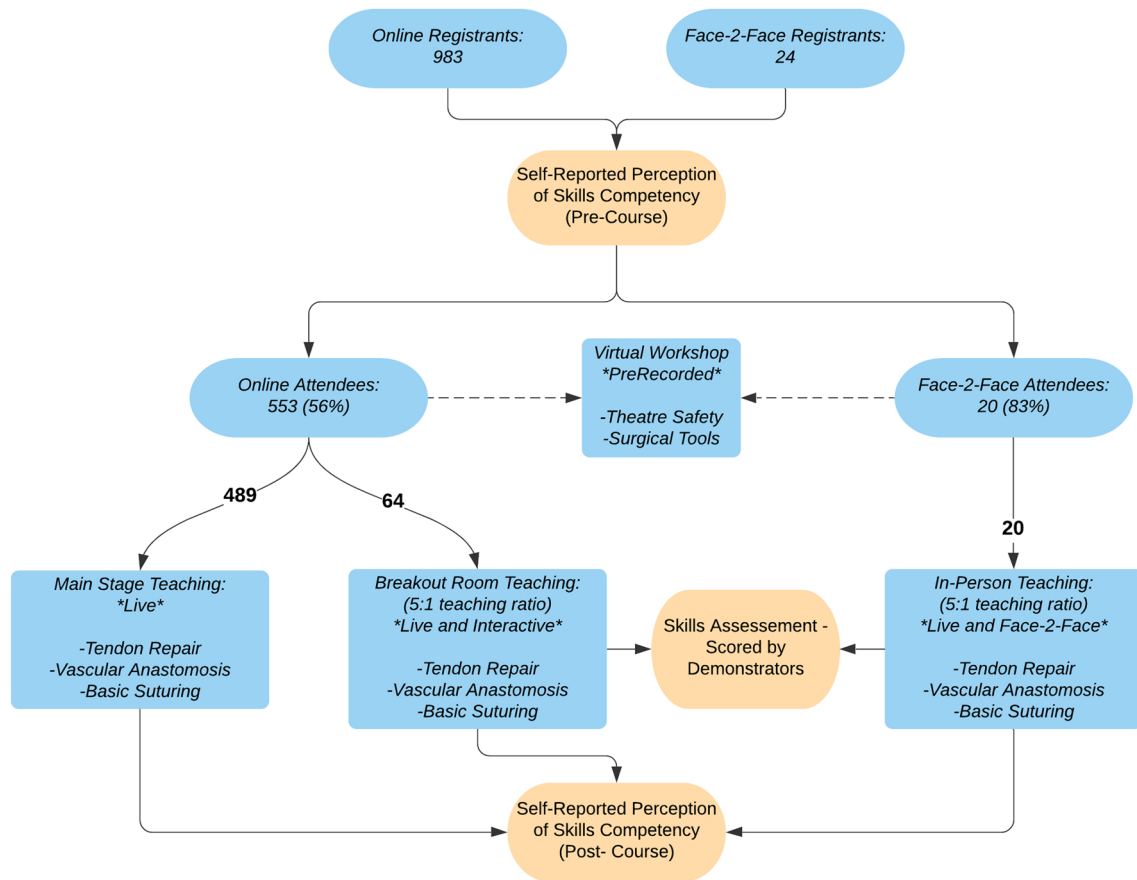 Online Registrants:
983
Face-2-Face Registrants:
24
Self-Reported Perception
of Skills Competency
(Pre-Course)
Online Attendees:
553 (56%)
Virtual Workshop
*PreRecorded*
-Theatre Safety
-Surgical Tools
Face-2-Face Attendees:
20 (83%)
489
64
20
Main Stage Teaching:
*Live*
-Tendon Repair
-Vascular Anastomosis
-Basic Suturing
Breakout Room Teaching:
(5:1 teaching ratio)
*Live and Interactive*
-Tendon Repair
-Vascular Anastomosis
-Basic Suturing
Skills Assessement -
Scored by
Demonstrators
In-Person Teaching:
(5:1 teaching ratio)
*Live and Face-2-Face*
-Tendon Repair
-Vascular Anastomosis
-Basic Suturing
Self-Reported Perception
of Skills Competency
(Post- Course)